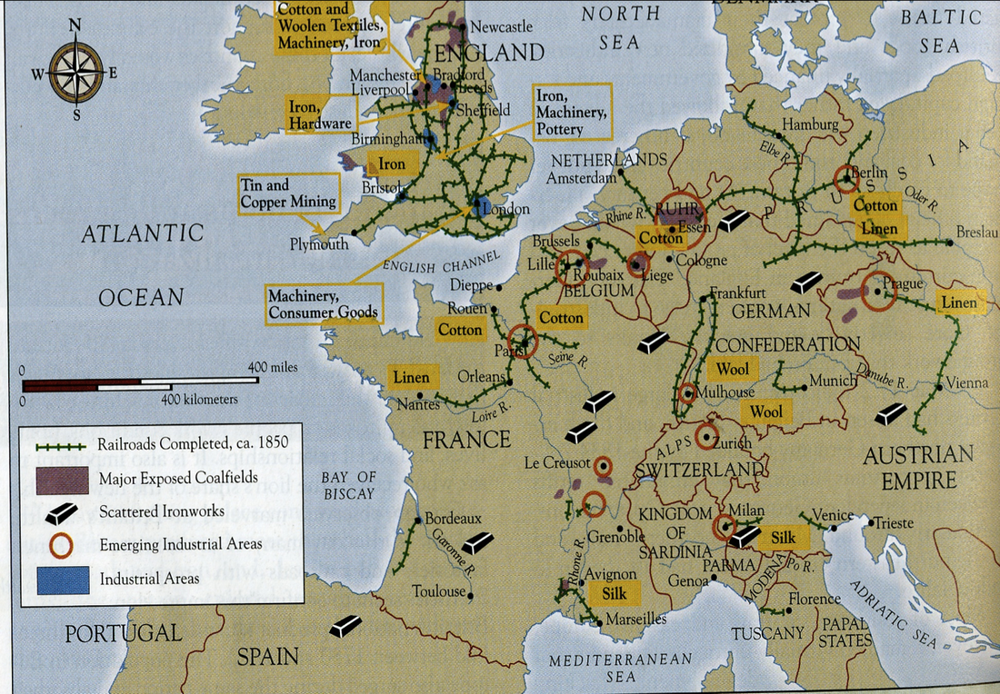 Cotton and
Woolen Textiles,
Machinery, Iron
NORTH
SEA
BALTIC
SEA
DENMARK
N
W
E
S
Newcastle
ENGLAND
Manchester
Bradford
Liverpool
Leeds
Iron,
Hardware
Sheffield
Iron,
Machinery,
Pottery
Birmingham
Iron
Hamburg
Elbe R.
NETHERLANDS
Amsterdam
P R U S S I A
Berlin
Oder R.
Tin and
Copper Mining
Bristol
London
Cotton
Linen
RUHR
Rhine R.
Essen
Plymouth
ATLANTIC
OCEAN
ENGLISH CHANNEL
Brussels
Cotton
Breslau
Lille
Roubaix
Liege
Cologne
BELGIUM
Dieppe
Machinery,
Consumer Goods
Rouen
Cotton
Cotton
Paris
Seine R.
Frankfurt
GERMAN
CONFEDERATION
Prague
Linen
0
400 miles
0
400 kilometers
Linen
Nantes
Orleans
Loire R.
Wool
Mulhouse
Munich
Danube R.
Vienna
Wool
Railroads Completed, ca. 1850
Major Exposed Coalfields
Scattered Ironworks
Emerging Industrial Areas
Industrial Areas
FRANCE
BAY OF
BISCAY
Le Creusot
ALPS
Zurich
SWITZERLAND
AUSTRIAN
EMPIRE
Bordeaux
Garonne R.
Toulouse
Grenoble
KINGDOM
OF
SARDINIA
Milan
Silk
Venice
Trieste
PARMA
Po R.
MODENA
Genoa
Rhone R.
Avignon
Silk
Marseilles
Florence
TUSCANY
PAPAL
STATES
ADRIATIC SEA
PORTUGAL
SPAIN
MEDITERRANEAN
SEA